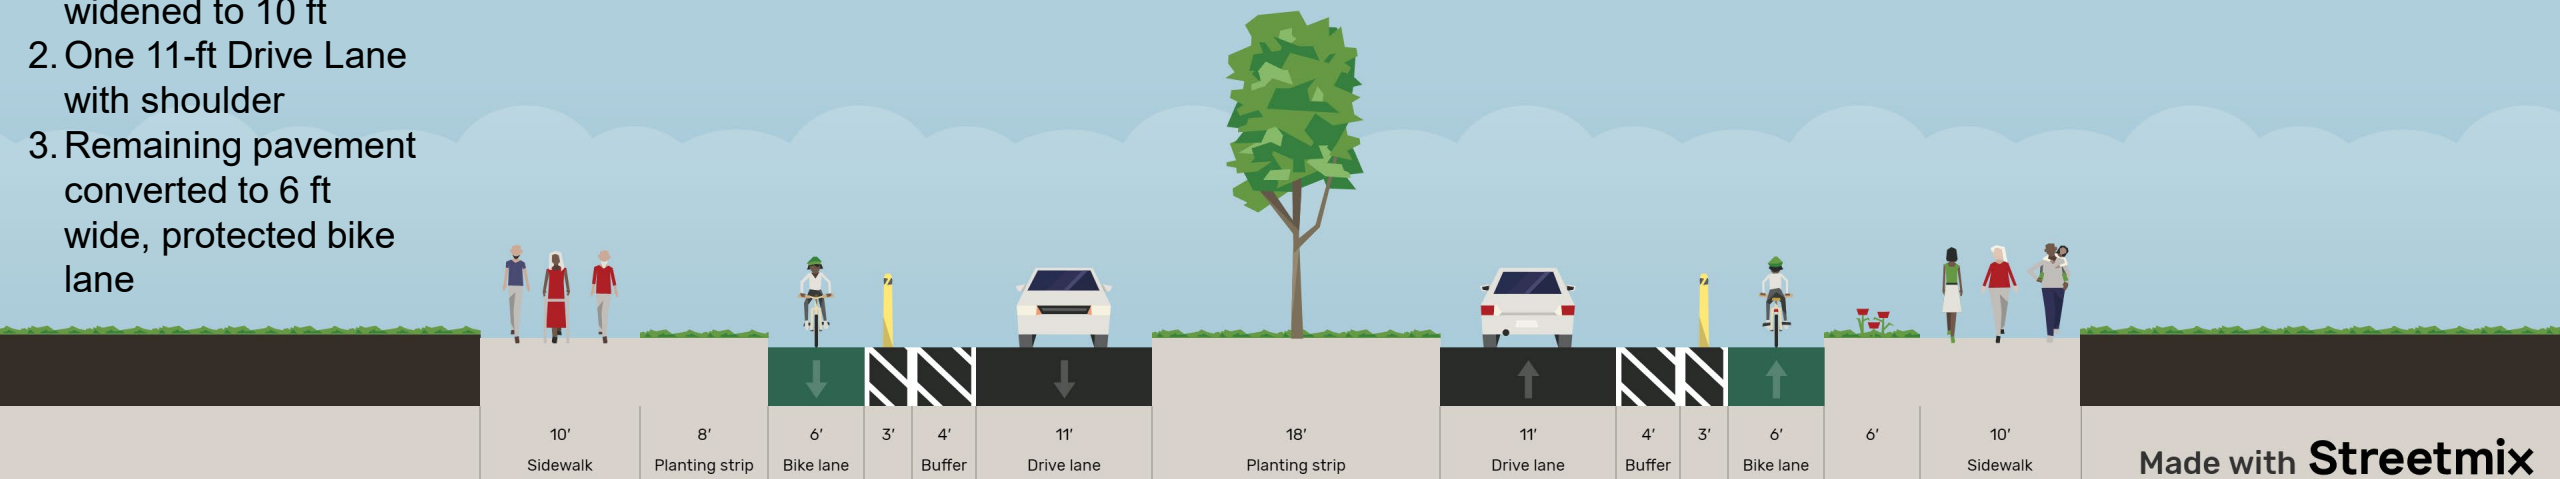 widened to 10 ft
2. One 11-ft Drive Lane
with shoulder
3. Remaining pavement
converted to 6 ft
wide, protected bike
lane
10' 8' 6' 3' 4' 11' 18' 11' 4' 3' 6' 6' 10'
Sidewalk Planting strip Bike lane Buffer Drive lane Planting strip Drive lane Buffer Bike lane Sidewalk
Made with Streetmix